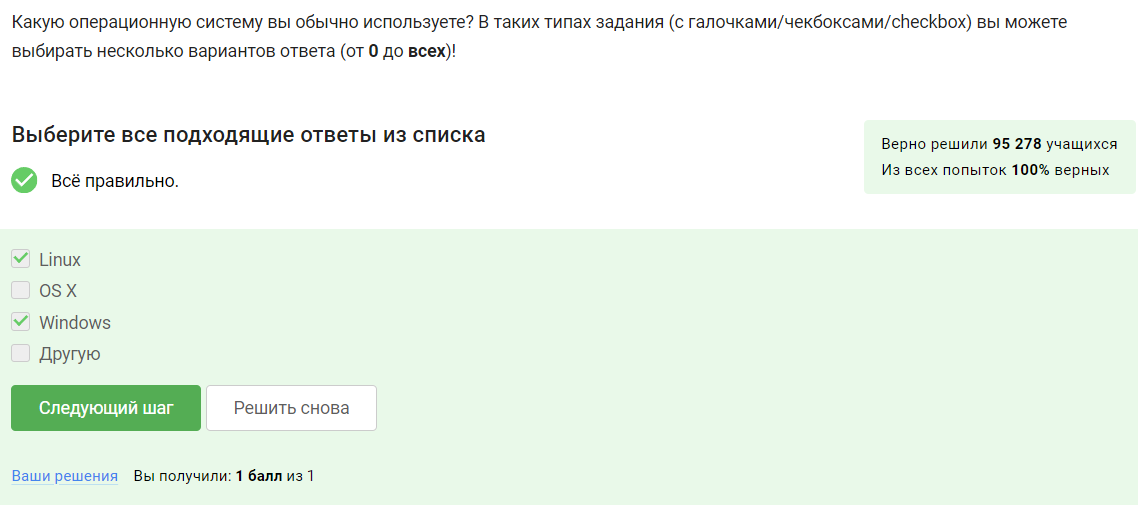 Какую операционную систему вы обычно используете? В таких типах задания (с галочками/чекбоксами/checkbox) вы можете
выбирать несколько вариантов ответа (от 0 до всех)!
Выберите все подходящие ответы из списка
Верно решили 95 278 учащихся
Из всех попыток 100% верных
Всё правильно.
Linux
OS X
Windows
Другую
Следующий шаг
Решить снова
Ваши решения
Вы получили: 1 балл из 1